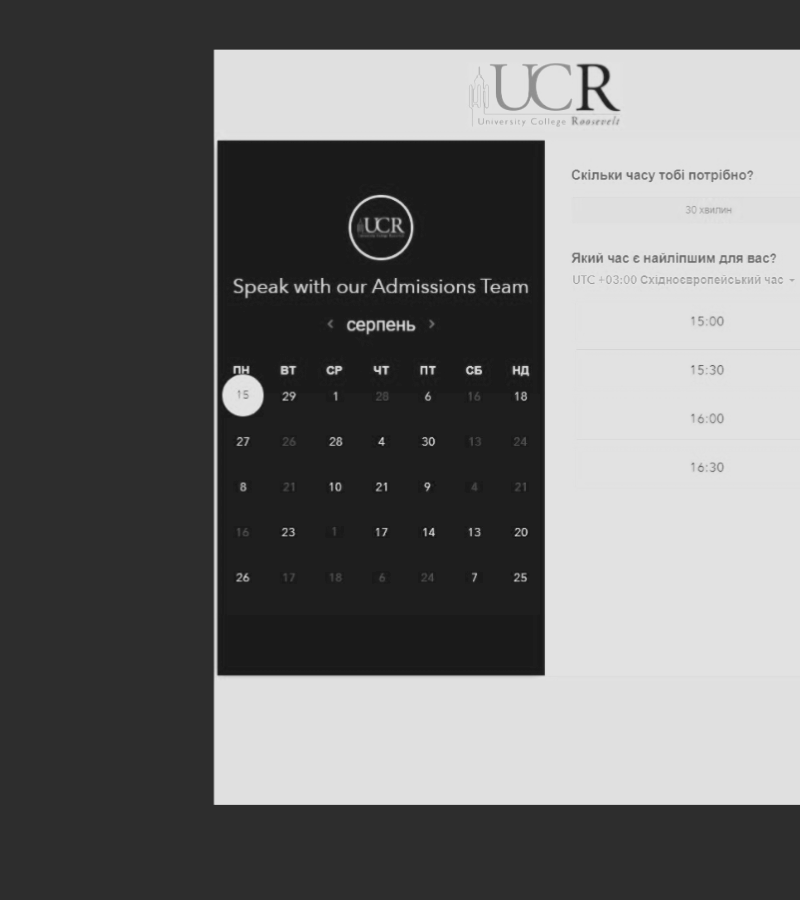 UCR
University College Roosevelt
UCR
Speak with our Admissions Team
‹ серпень ›
ПН ВТ СР ЧТ ПТ СБ НД
15 29 1 28 6 16 18
27 26 28 4 30 13 24
8 21 10 21 9 4 21
16 23 1 17 14 13 20
26 17 18 6 24 7 25
Скільки часу тобі потрібно?
30 хвилин
Який час є найліпшим для вас?
UTC +03:00 Східноєвропейський час
15:00
15:30
16:00
16:30